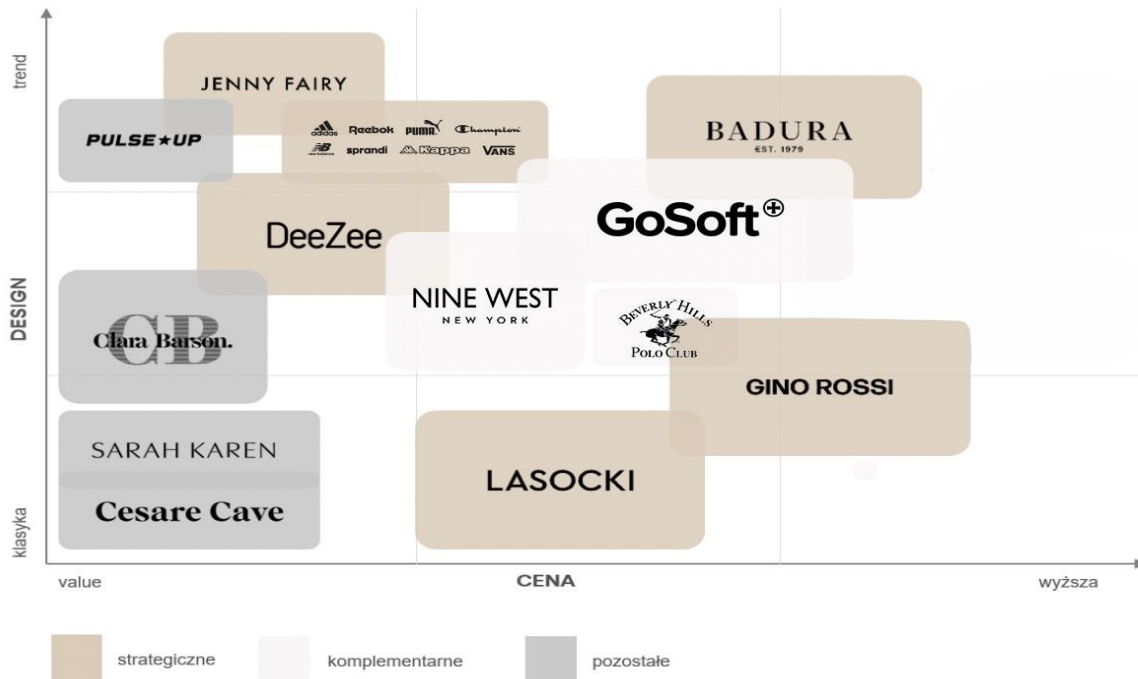 trend
JENNY FAIRY
PULSE★UP
adidas Reebok PUMA Champion
NB new balance sprandi Kappa VANS
BADURA
EST. 1979
GoSoft
DeeZee
DESIGN
NINE WEST
NEW YORK
BEVERLY HILLS
POLO CLUB
CB
Clara Barson.
GINO ROSSI
SARAH KAREN
LASOCKI
Cesare Cave
klasyka
value CENA wyższa
strategiczne komplementarne pozostałe